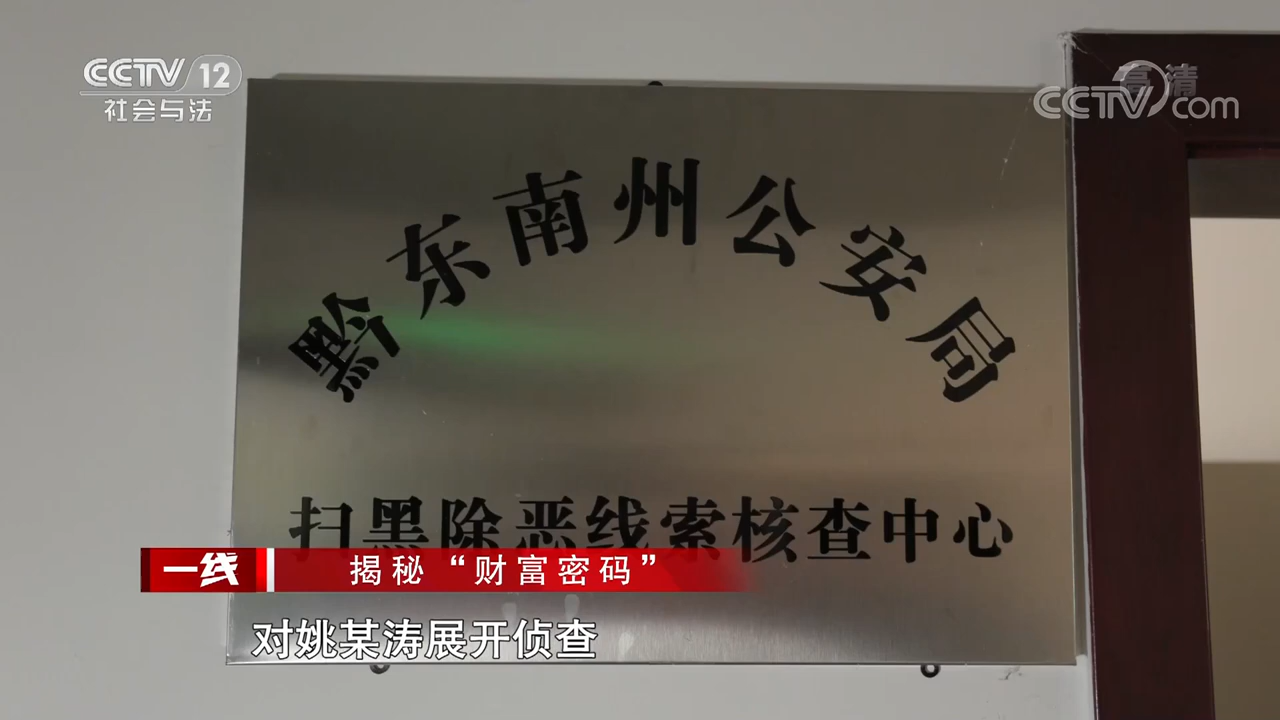 CCTV 12
社会与法
高清
CCTV.com
黔东南州公安局
扫黑除恶线索核查中心
一线
揭秘“财富密码”
对姚某涛展开侦查